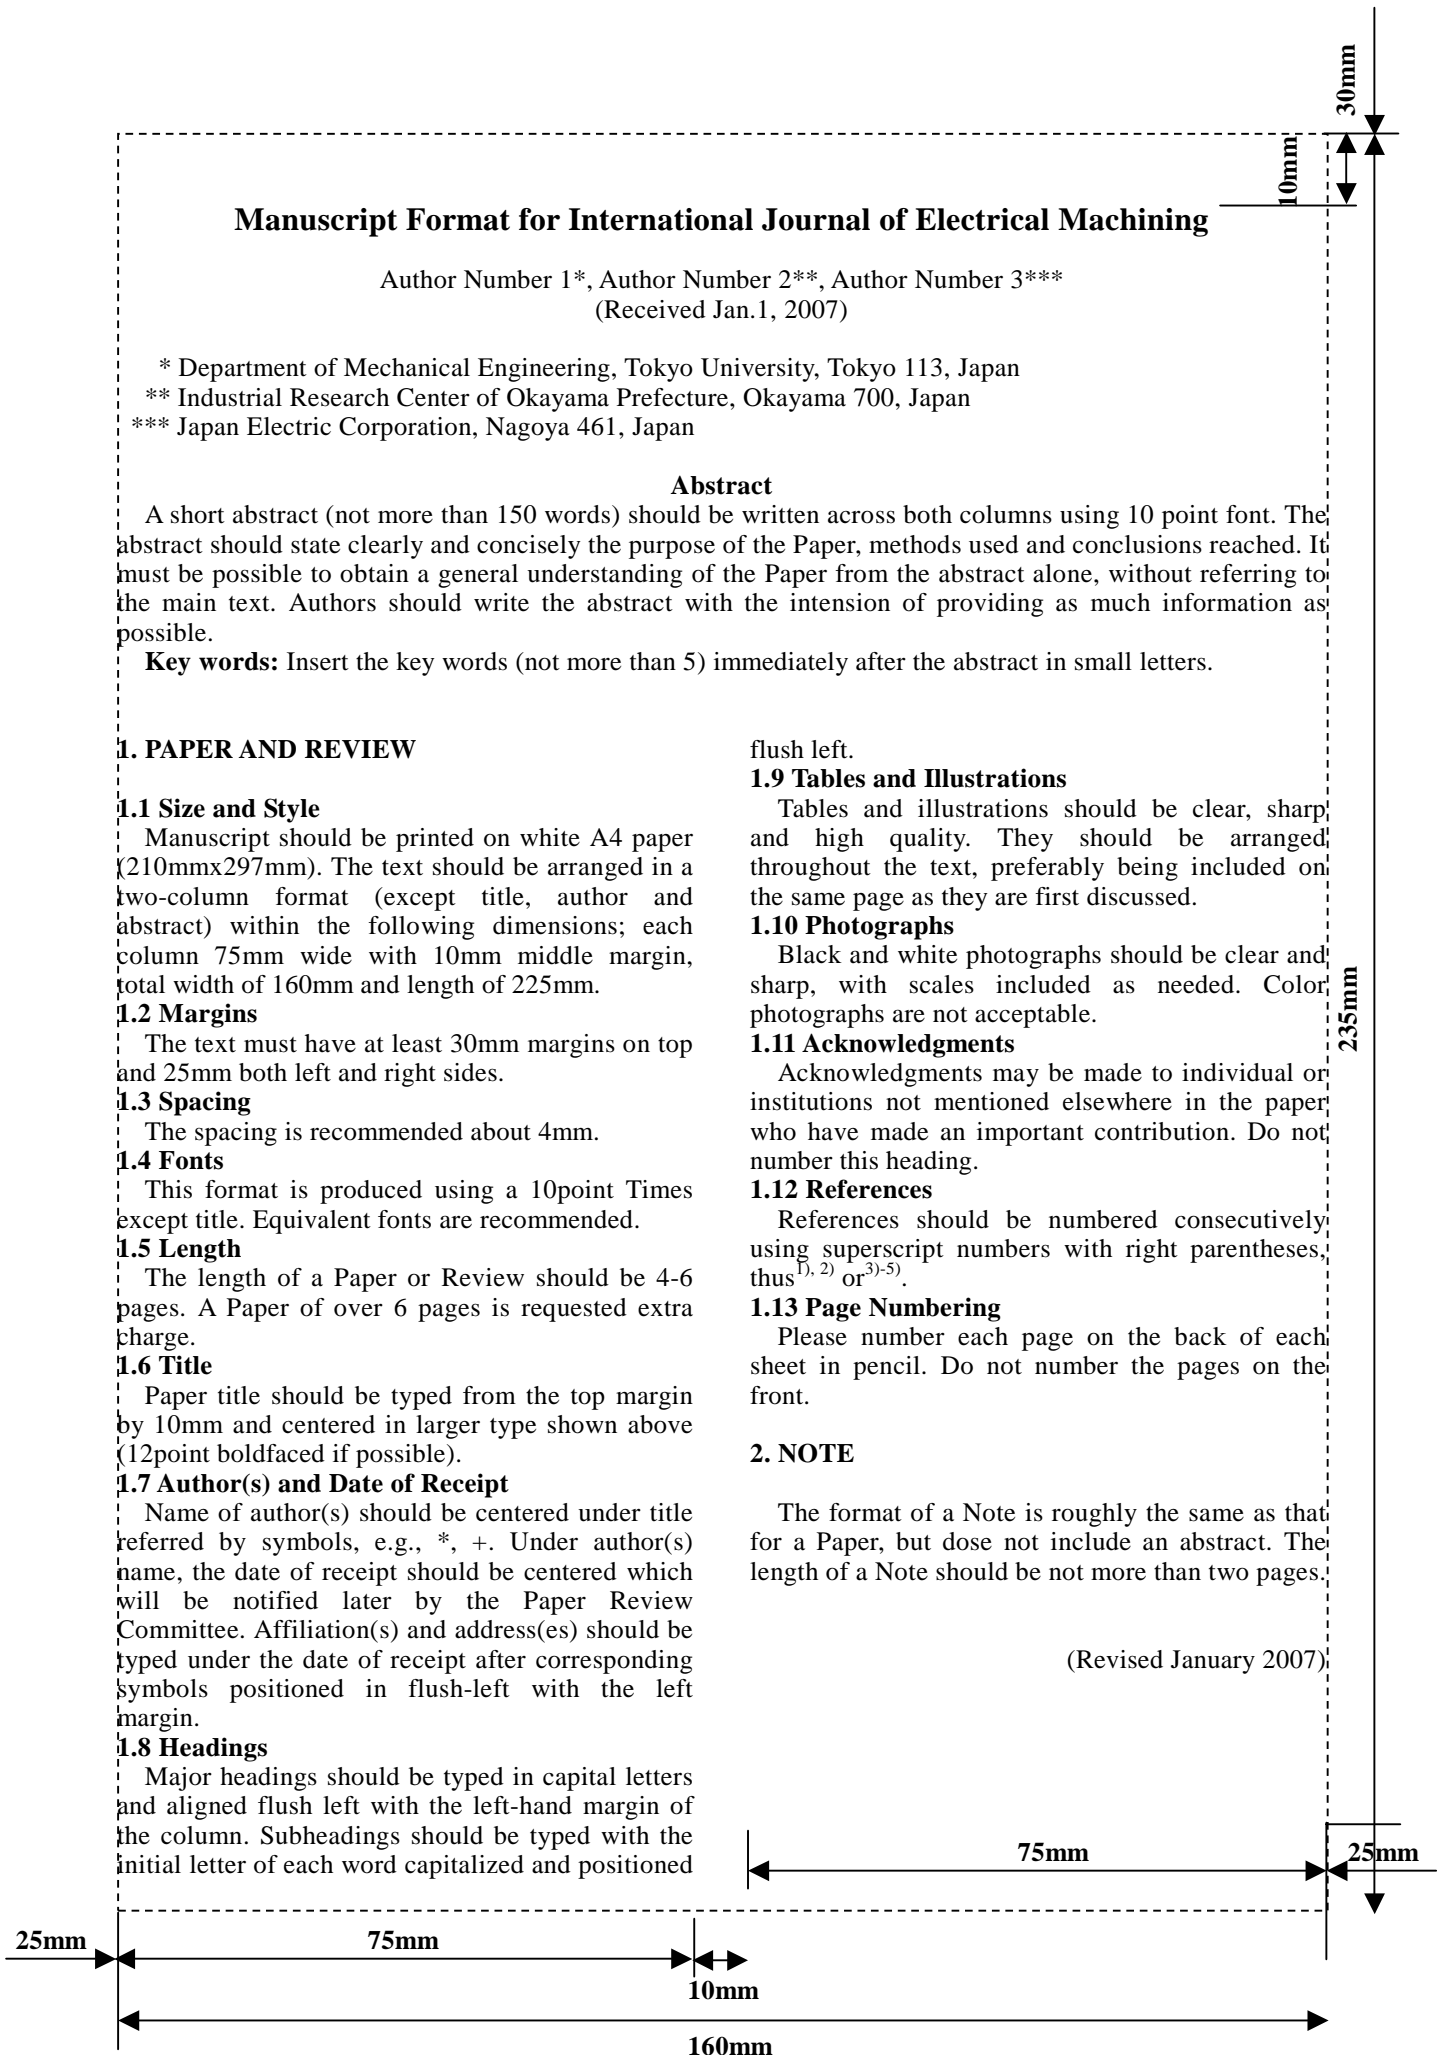 30mm
10mm
Manuscript Format for International Journal of Electrical Machining
Author Number 1*, Author Number 2**, Author Number 3***
(Received Jan.1, 2007)
* Department of Mechanical Engineering, Tokyo University, Tokyo 113, Japan
** Industrial Research Center of Okayama Prefecture, Okayama 700, Japan
*** Japan Electric Corporation, Nagoya 461, Japan
Abstract
A short abstract (not more than 150 words) should be written across both columns using 10 point font. The
abstract should state clearly and concisely the purpose of the Paper, methods used and conclusions reached. It
must be possible to obtain a general understanding of the Paper from the abstract alone, without referring to
the main text. Authors should write the abstract with the intension of providing as much information as
possible.
Key words: Insert the key words (not more than 5) immediately after the abstract in small letters.
1. PAPER AND REVIEW
1.1 Size and Style
Manuscript should be printed on white A4 paper
(210mmx297mm). The text should be arranged in a
two-column format (except title, author and
abstract) within the following dimensions; each
column 75mm wide with 10mm middle margin,
total width of 160mm and length of 225mm.
1.2 Margins
The text must have at least 30mm margins on top
and 25mm both left and right sides.
1.3 Spacing
The spacing is recommended about 4mm.
1.4 Fonts
This format is produced using a 10point Times
except title. Equivalent fonts are recommended.
1.5 Length
The length of a Paper or Review should be 4-6
pages. A Paper of over 6 pages is requested extra
charge.
1.6 Title
Paper title should be typed from the top margin
by 10mm and centered in larger type shown above
(12point boldfaced if possible).
1.7 Author(s) and Date of Receipt
Name of author(s) should be centered under title
referred by symbols, e.g., *, +. Under author(s)
name, the date of receipt should be centered which
will be notified later by the Paper Review
Committee. Affiliation(s) and address(es) should be
typed under the date of receipt after corresponding
symbols positioned in flush-left with the left
margin.
1.8 Headings
Major headings should be typed in capital letters
and aligned flush left with the left-hand margin of
the column. Subheadings should be typed with the
initial letter of each word capitalized and positioned
flush left.
1.9 Tables and Illustrations
Tables and illustrations should be clear, sharp
and high quality. They should be arranged
throughout the text, preferably being included on
the same page as they are first discussed.
1.10 Photographs
Black and white photographs should be clear and
sharp, with scales included as needed. Color
photographs are not acceptable.
1.11 Acknowledgments
Acknowledgments may be made to individual or
institutions not mentioned elsewhere in the paper
who have made an important contribution. Do not
number this heading.
1.12 References
References should be numbered consecutively
using superscript numbers with right parentheses,
thus1), 2) or3)-5).
1.13 Page Numbering
Please number each page on the back of each
sheet in pencil. Do not number the pages on the
front.
2. NOTE
The format of a Note is roughly the same as that
for a Paper, but dose not include an abstract. The
length of a Note should be not more than two pages.
(Revised January 2007)
235mm
75mm
25mm
25mm
75mm
10mm
160mm